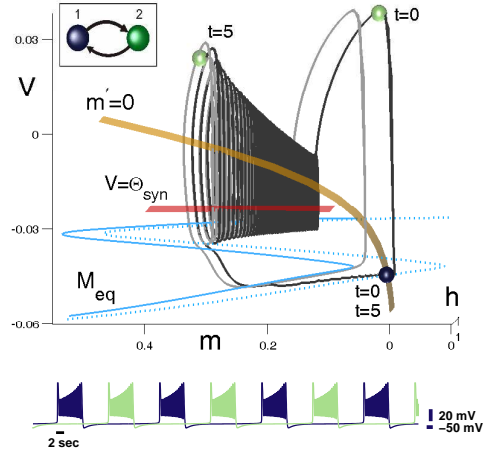 1 2
t=5
t=0
0.03
V
m′=0
0
V=Θsyn
-0.03
Meq
t=0
t=5
h
-0.06
0.4
m
0.2
0
0 1
20 mV
−50 mV
2 sec